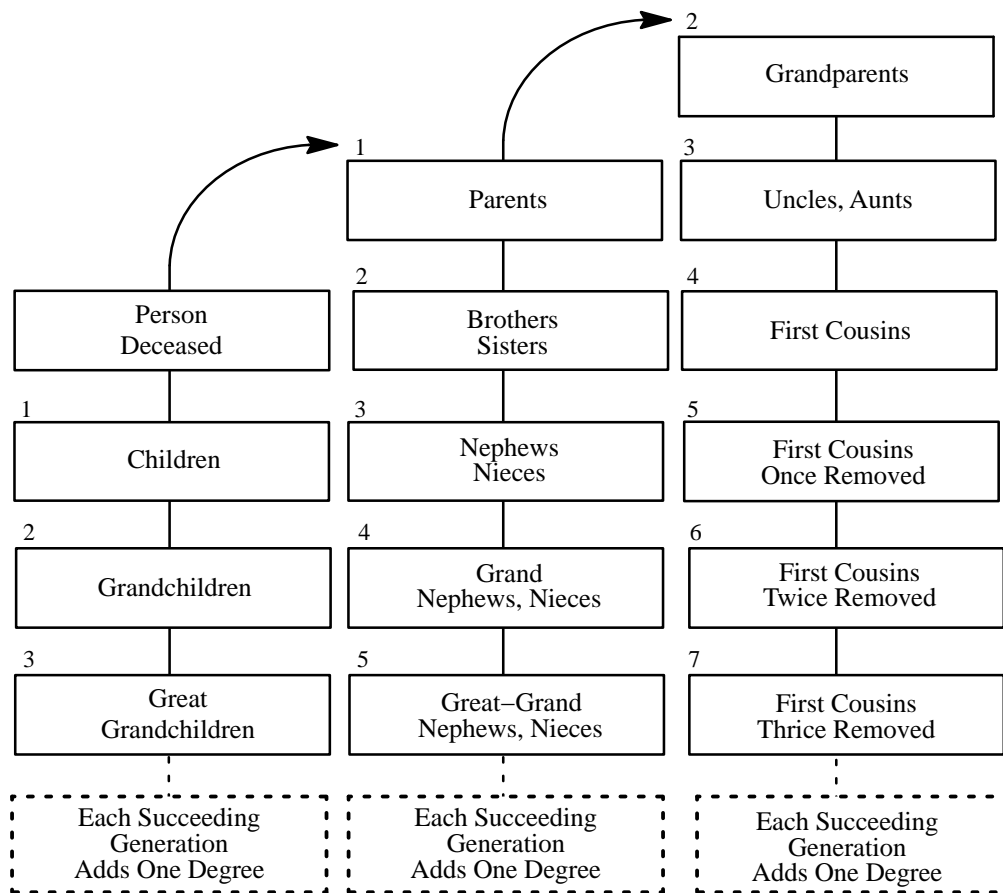 2
Grandparents
1
Parents
3
Uncles, Aunts
Person
Deceased
2
Brothers
Sisters
4
First Cousins
1
Children
3
Nephews
Nieces
5
First Cousins
Once Removed
2
Grandchildren
4
Grand
Nephews, Nieces
6
First Cousins
Twice Removed
3
Great
Grandchildren
5
Great–Grand
Nephews, Nieces
7
First Cousins
Thrice Removed
Each Succeeding
Generation
Adds One Degree
Each Succeeding
Generation
Adds One Degree
Each Succeeding
Generation
Adds One Degree